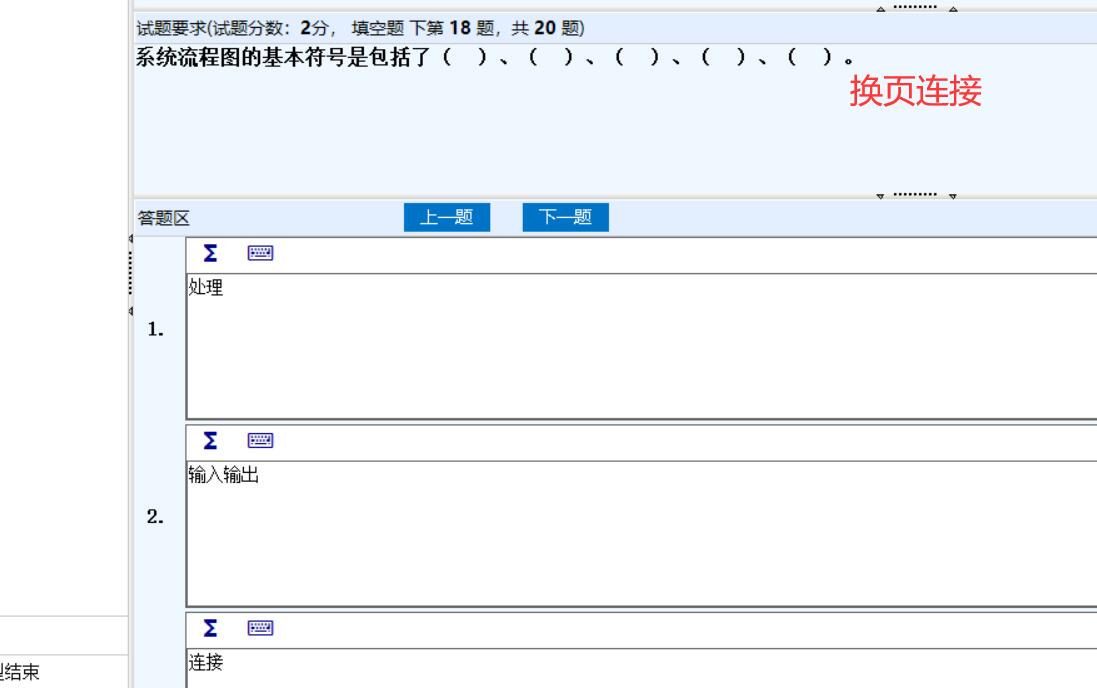 试题要求(试题分数：2分， 填空题 下第 18 题，共 20 题)
系统流程图的基本符号是包括了（ ）、（ ）、（ ）、（ ）、（ ）。
换页连接
答题区 上一题 下一题
Σ
处理
1.
Σ
输入输出
2.
Σ
连接
结束